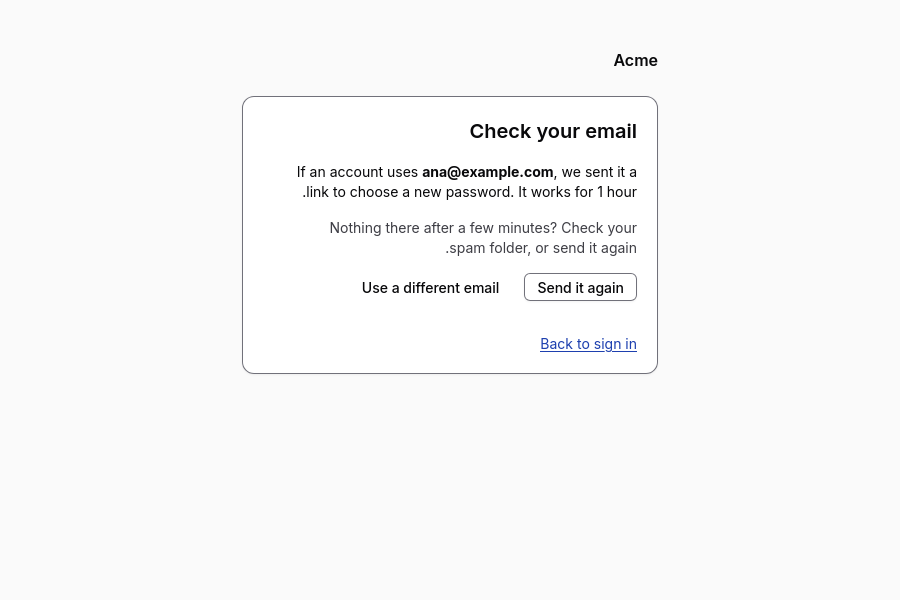 Acme
Check your email
If an account uses ana@example.com, we sent it a
link to choose a new password. It works for 1 hour.
Nothing there after a few minutes? Check your
spam folder, or send it again.
Send it again
Use a different email
Back to sign in